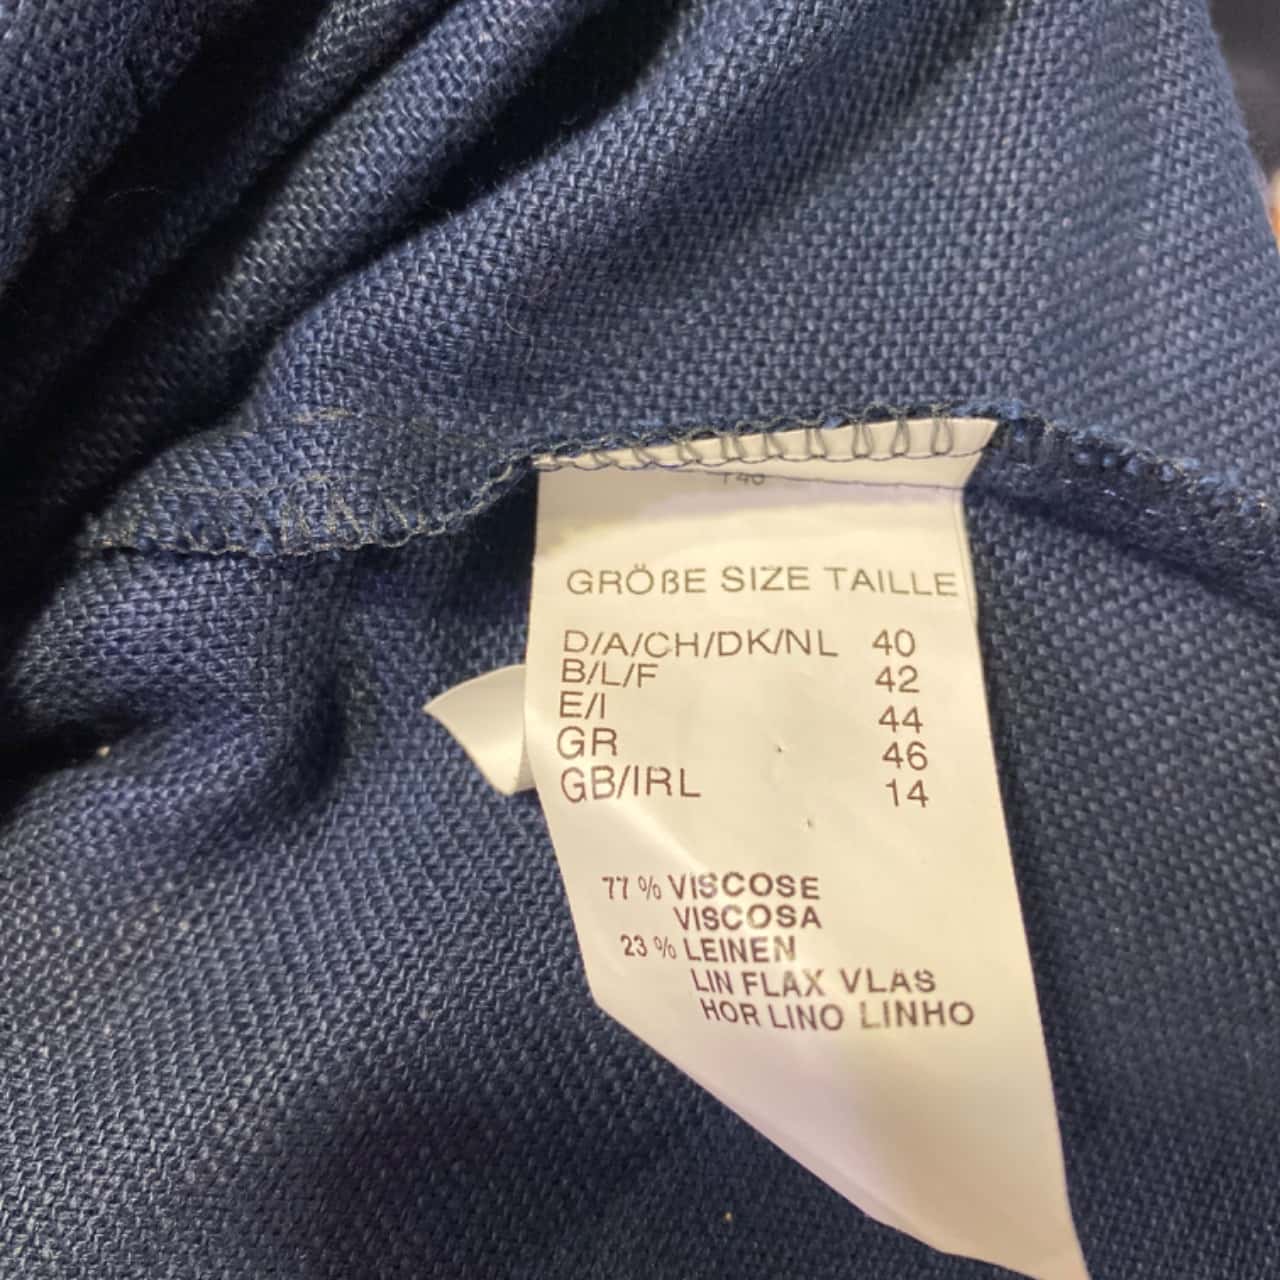 GRÖßE SIZE TAILLE
D/A/CH/DK/NL 40
B/L/F 42
E/I 44
GR 46
GB/IRL 14
77 % VISCOSE
VISCOSA
23 % LEINEN
LIN FLAX VLAS
HOR LINO LINHO